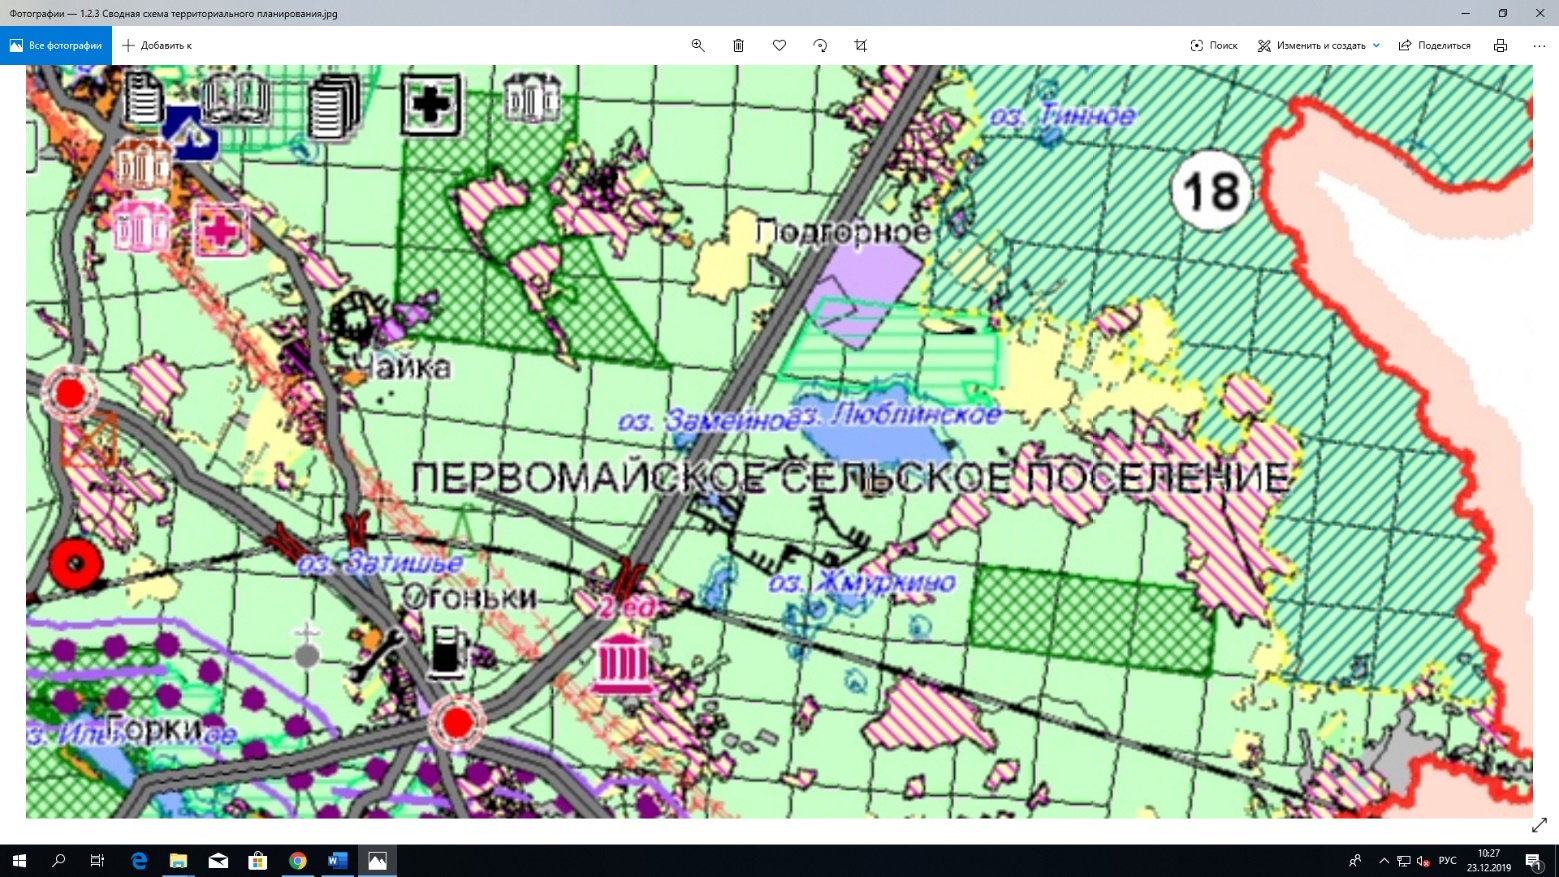 Фотографии — 1.2.3 Сводная схема территориального планирования.jpg
Все фотографии
Добавить к
Поиск
Изменить и создать
Поделиться
оз. Тинное
18
Подгорное
Чайка
оз. Замейное
оз. Люблинское
ПЕРВОМАЙСКОЕ СЕЛЬСКОЕ ПОСЕЛЕНИЕ
оз. Затишье
оз. Жмуркино
Огоньки
2 ед
Горки
W
РУС
10:27
23.12.2019
1